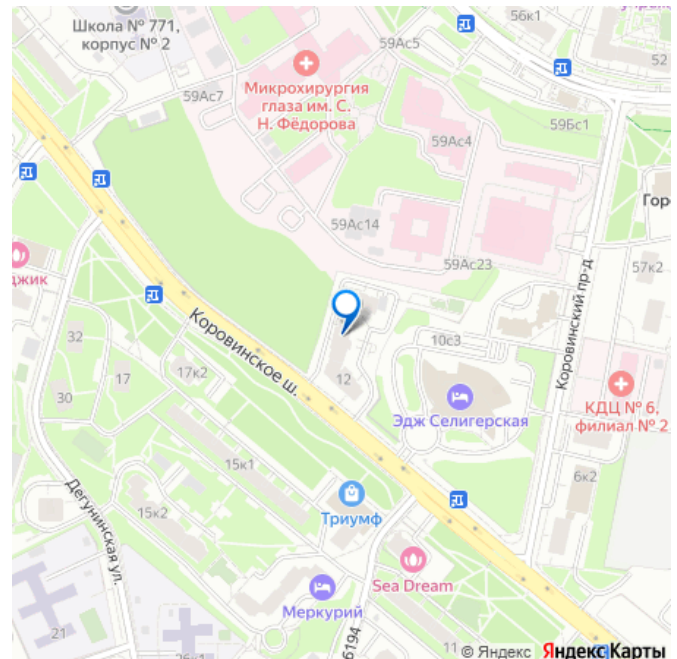 Школа № 771,
корпус № 2
56к1
59Ас5
52
59Ас7
Микрохирургия
глаза им. С.
Н. Фёдорова
59Бс1
59Ас4
Гор
59Ас14
59Ас23
57к2
джик
Коровинский пр-д
Коровинское ш.
10с3
32
17
17к2
12
30
Эдж Селигерская
КДЦ № 6,
филиал № 2
15к1
6к2
15к2
Триумф
Дегунинская ул.
Sea Dream
Меркурий
21
6194
11
© Яндекс Яндекс Карты